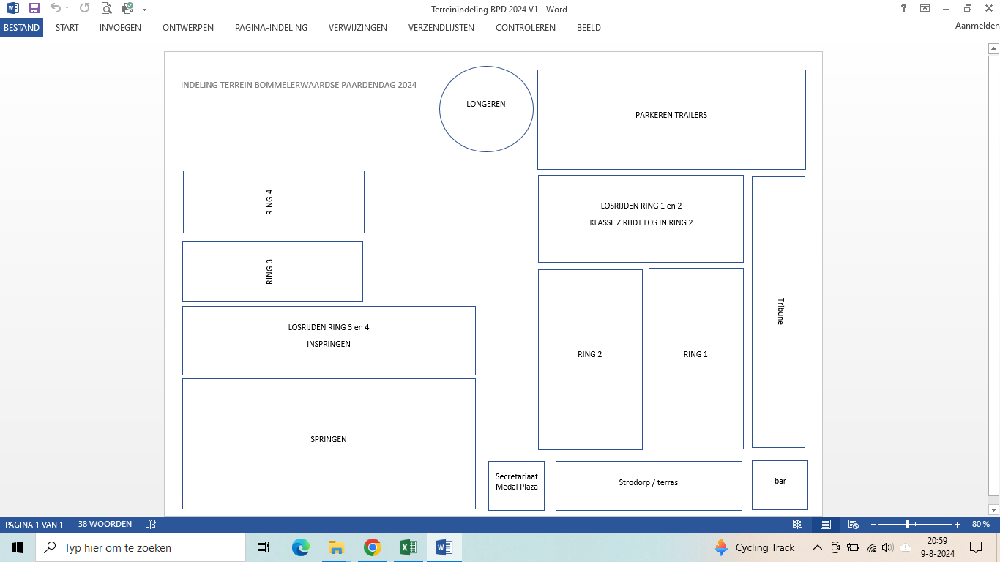 Terreinindeling BPD 2024 V1 - Word
?
BESTAND START INVOEGEN ONTWERPEN PAGINA-INDELING VERWIJZINGEN VERZENDLIJSTEN CONTROLEREN BEELD Aanmelden
INDELING TERREIN BOMMELERWAARDSE PAARDENDAG 2024
LONGEREN
PARKEREN TRAILERS
RING 4
RING 3
LOSRIJDEN RING 1 en 2
KLASSE Z RIJDT LOS IN RING 2
Tribune
LOSRIJDEN RING 3 en 4
INSPRINGEN
RING 2
RING 1
SPRINGEN
Secretariaat
Medal Plaza
Strodorp / terras
bar
PAGINA 1 VAN 1 38 WOORDEN 80 %
Typ hier om te zoeken
Cycling Track
20:59
9-8-2024